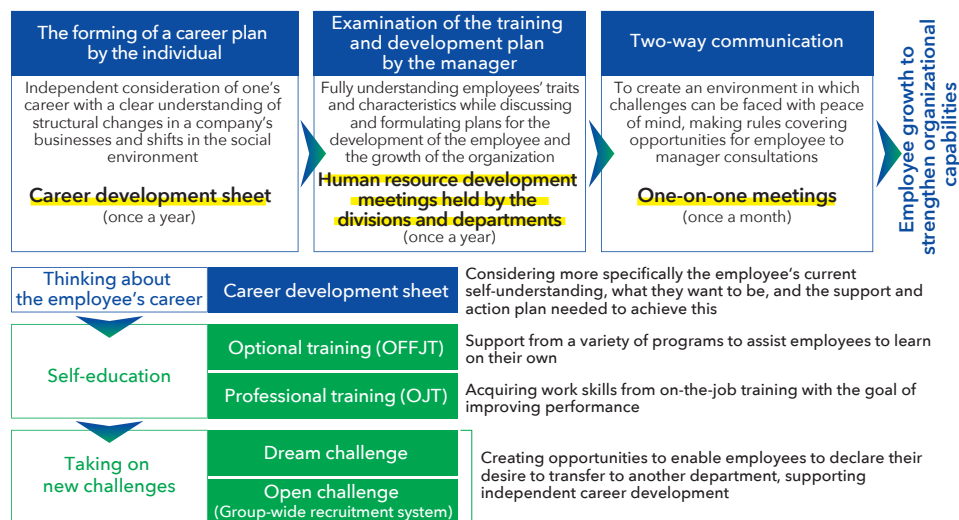 The forming of a career plan
by the individual
Independent consideration of one's
career with a clear understanding of
structural changes in a company's
businesses and shifts in the social
environment
Career development sheet
(once a year)
Examination of the training
and development plan
by the manager
Fully understanding employees' traits
and characteristics while discussing
and formulating plans for the
development of the employee and
the growth of the organization
Human resource development
meetings held by the
divisions and departments
(once a year)
Two-way communication
To create an environment in which
challenges can be faced with peace
of mind, making rules covering
opportunities for employee to
manager consultations
One-on-one meetings
(once a month)
Employee growth to
strengthen organizational
capabilities
Thinking about
the employee's career
Career development sheet
Considering more specifically the employee's current
self-understanding, what they want to be, and the support and
action plan needed to achieve this
Self-education
Optional training (OFFJT)
Support from a variety of programs to assist employees to learn
on their own
Professional training (OJT)
Acquiring work skills from on-the-job training with the goal of
improving performance
Taking on
new challenges
Dream challenge
Open challenge
(Group-wide recruitment system)
Creating opportunities to enable employees to declare their
desire to transfer to another department, supporting
independent career development